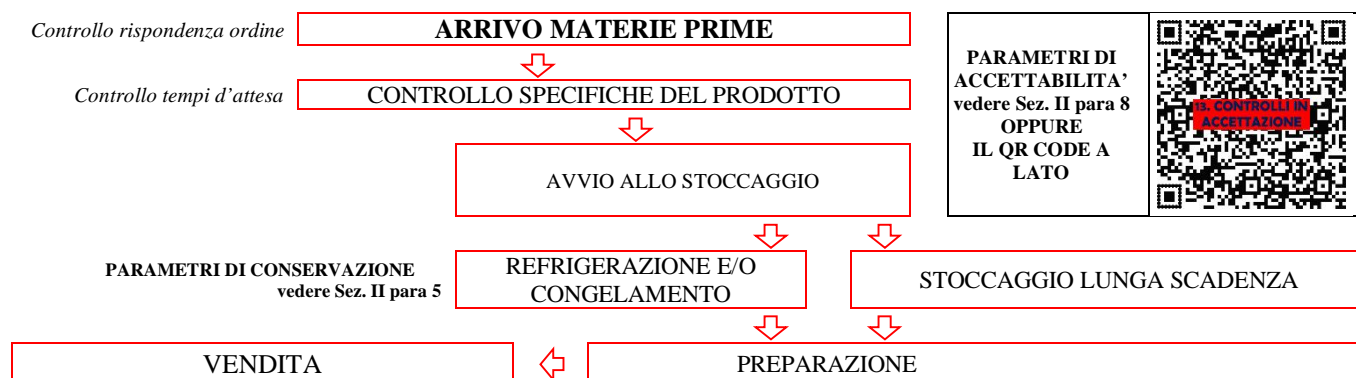 Controllo rispondenza ordine
ARRIVO MATERIE PRIME
Controllo tempi d'attesa
CONTROLLO SPECIFICHE DEL PRODOTTO
PARAMETRI DI
ACCETTABILITA'
vedere Sez. II para 8
OPPURE
IL QR CODE A
LATO
13. CONTROLLI IN
ACCETTAZIONE
AVVIO ALLO STOCCAGGIO
PARAMETRI DI CONSERVAZIONE
vedere Sez. II para 5
REFRIGERAZIONE E/O
CONGELAMENTO
STOCCAGGIO LUNGA SCADENZA
VENDITA
PREPARAZIONE